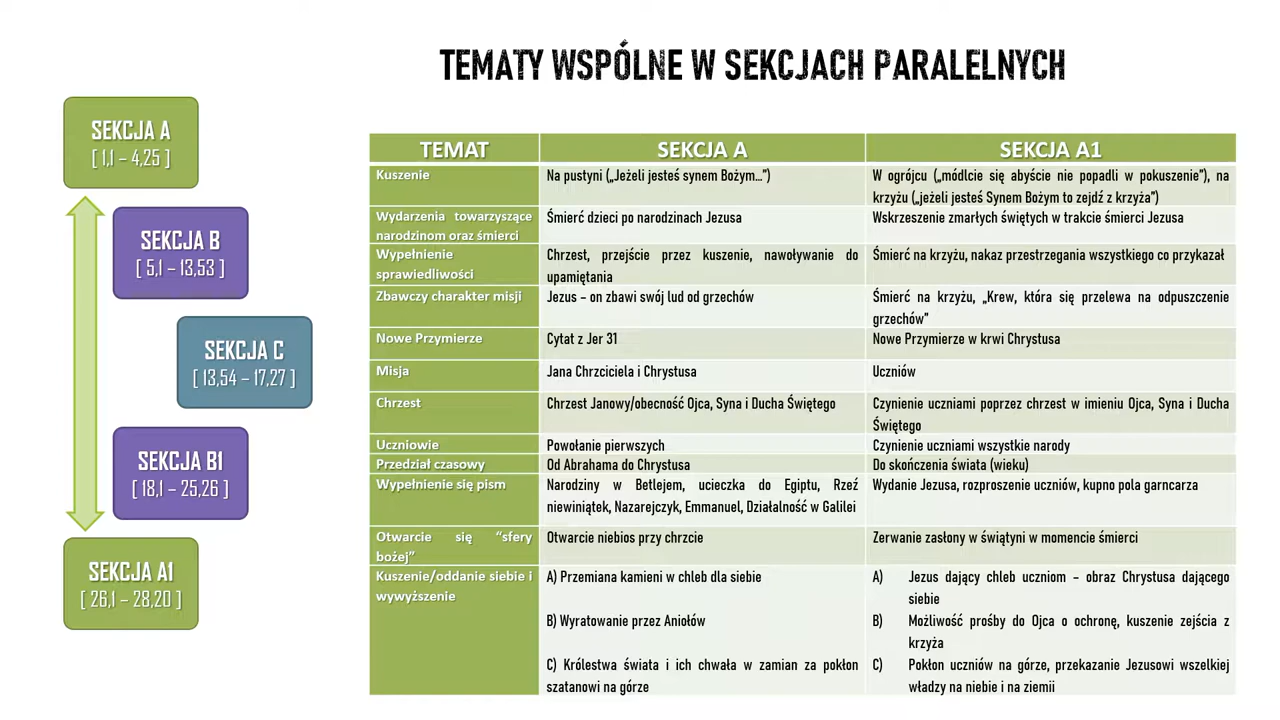 TEMATY WSPÓLNE W SEKCJACH PARALELNYCH
SEKCJA A
[ 1,1 – 4,25 ]
SEKCJA B
[ 5,1 – 13,53 ]
SEKCJA C
[ 13,54 – 17,27 ]
SEKCJA B1
[ 18,1 – 25,26 ]
SEKCJA A1
[ 26,1 – 28,20 ]
TEMAT
SEKCJA A
SEKCJA A1
Kuszenie
Na pustyni („Jeżeli jesteś synem Bożym…”)
W ogrójcu („módlcie się abyście nie popadli w pokuszenie”), na
krzyżu („jeżeli jesteś Synem Bożym to zejdź z krzyża”)
Wydarzenia towarzyszące
narodzinom oraz śmierci
Śmierć dzieci po narodzinach Jezusa
Wskrzeszenie zmarłych świętych w trakcie śmierci Jezusa
Wypełnienie
sprawiedliwości
Chrzest, przejście przez kuszenie, nawoływanie do
upamiętania
Śmierć na krzyżu, nakaz przestrzegania wszystkiego co przykazał
Zbawczy charakter misji
Jezus – on zbawi swój lud od grzechów
Śmierć na krzyżu, „Krew, która się przelewa na odpuszczenie
grzechów”
Nowe Przymierze
Cytat z Jer 31
Nowe Przymierze w krwi Chrystusa
Misja
Jana Chrzciciela i Chrystusa
Uczniów
Chrzest
Chrzest Janowy/obecność Ojca, Syna i Ducha Świętego
Czynienie uczniami poprzez chrzest w imieniu Ojca, Syna i Ducha
Świętego
Uczniowie
Powołanie pierwszych
Czynienie uczniami wszystkie narody
Przedział czasowy
Od Abrahama do Chrystusa
Do skończenia świata (wieku)
Wypełnienie się pism
Narodziny w Betlejem, ucieczka do Egiptu, Rzeź
niewiniątek, Nazarejczyk, Emmanuel, Działalność w Galilei
Wydanie Jezusa, rozproszenie uczniów, kupno pola garncarza
Otwarcie się “sfery
bożej”
Otwarcie niebios przy chrzcie
Zerwanie zasłony w świątyni w momencie śmierci
Kuszenie/oddanie siebie i
wywyższenie
A) Przemiana kamieni w chleb dla siebie
B) Wyratowanie przez Aniołów
C) Królestwa świata i ich chwała w zamian za pokłon
szatanowi na górze
A) Jezus dający chleb uczniom – obraz Chrystusa dającego
siebie
B) Możliwość prośby do Ojca o ochronę, kuszenie zejścia z
krzyża
C) Pokłon uczniów na górze, przekazanie Jezusowi wszelkiej
władzy na niebie i na ziemii